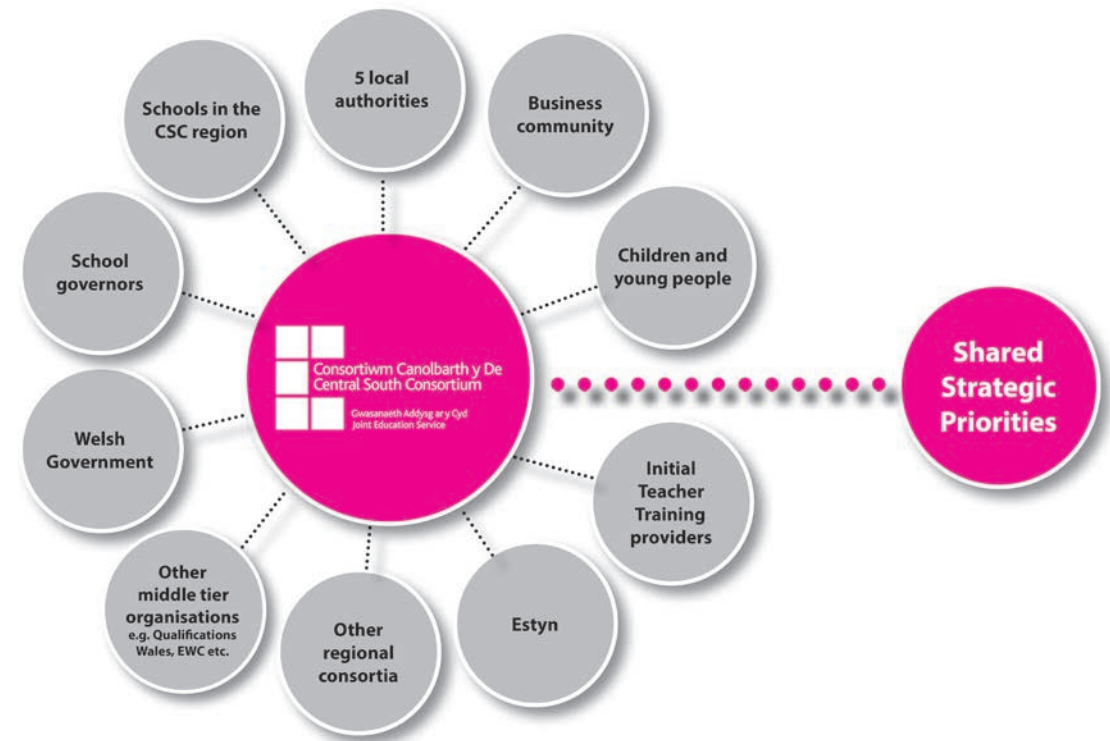 5 local
authorities
Business
community
Children and
young people
Initial
Teacher
Training
providers
Estyn
Other
regional
consortia
Other
middle tier
organisations
e.g. Qualifications
Wales, EWC etc.
Welsh
Government
School
governors
Schools in the
CSC region
Consortiwm Canolbarth y De
Central South Consortium
Gwasanaeth Addysg ar y Cyd
Joint Education Service
Shared
Strategic
Priorities